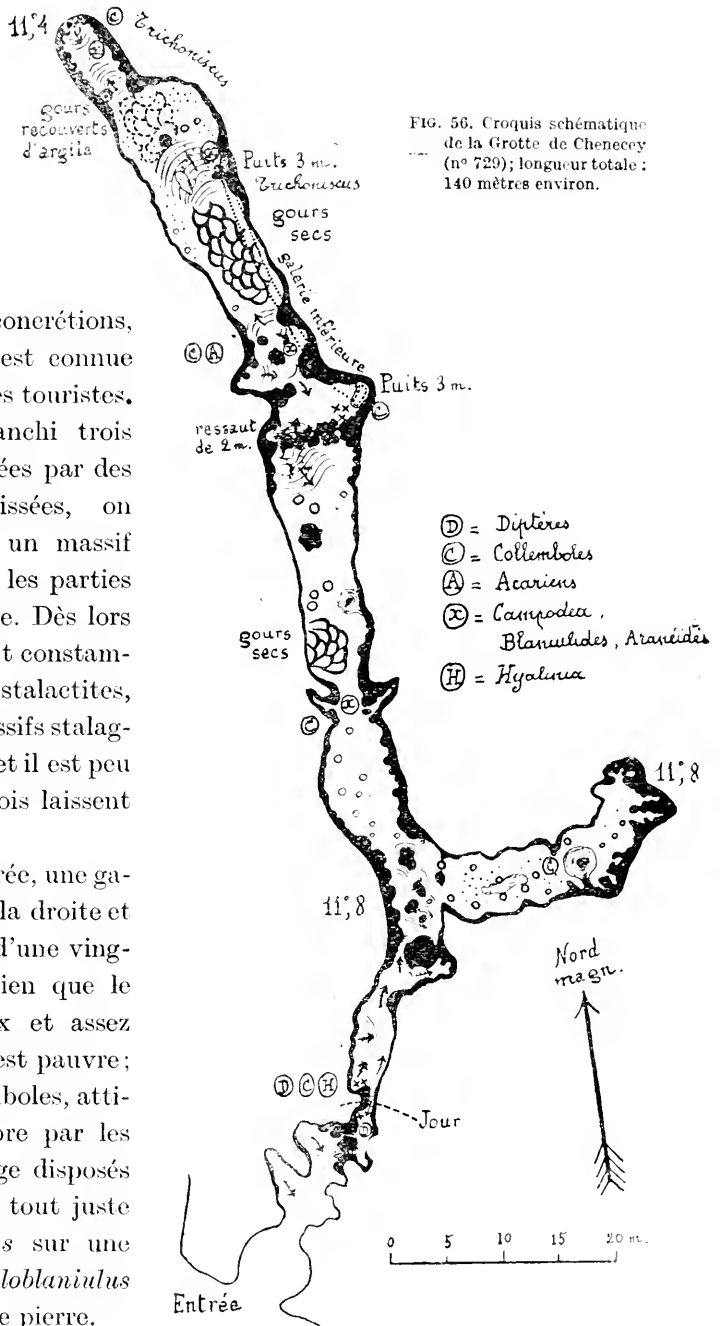 11°,4
Ⓒ Trichoniscus
gours
recouverts
d'argila
FIG. 56. Croquis schématique
de la Grotte de Chenecey
(nº 729); longueur totale :
140 mètres environ.
Puits 3 m.
Trichoniscus
gours
secs
galerie inférieure
Ⓒ Ⓐ
Puits 3 m.
Ⓒ
ressaut
de 2 m.
Ⓓ = Diptères
Ⓒ = Collemboles
Ⓐ = Acariens
ⓧ = Campodea,
Blaniulides, Aranéides
Ⓗ = Hyalinia
gours
secs
ⓧ
Ⓒ
11°,8
Ⓒ
11°,8
Nord
magn.
Ⓓ Ⓒ Ⓗ
Jour
Ⓓ
0 5 10 15 20 m.
Entrée
concrétions,
est connue
es touristes.
anchi trois
ées par des
issées, on
un massif
les parties
e. Dès lors
t constam-
stalactites,
ssifs stalag-
et il est peu
ois laissent
rée, une ga-
la droite et
d'une ving-
ien que le
x et assez
est pauvre;
mboles, atti-
bre par les
ge disposés
tout juste
s sur une
loblaniulus
e pierre.